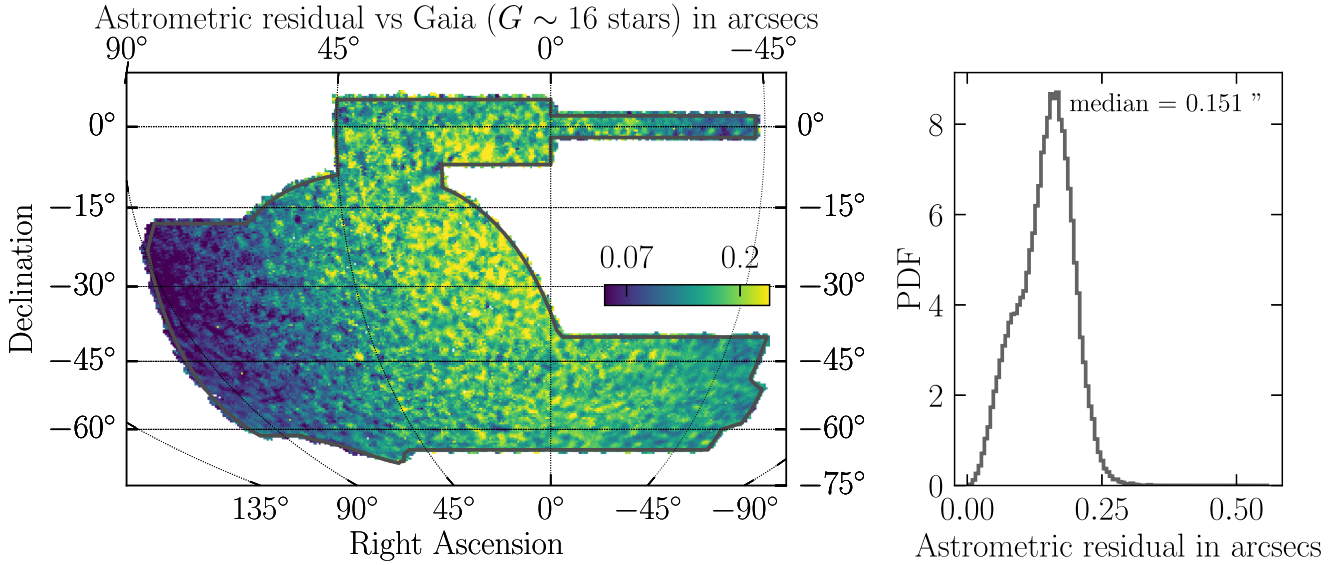 Astrometric residual vs Gaia (G ∼ 16 stars) in arcsecs
90° 45° 0° −45°
0° 0°
−15° −15°
−30° −30°
−45° −45°
−60° −60°
−75°
Declination
0.07 0.2
135° 90° 45° 0° −45° −90°
Right Ascension
median = 0.151 ”
PDF
8
6
4
2
0
0.00 0.25 0.50
Astrometric residual in arcsecs